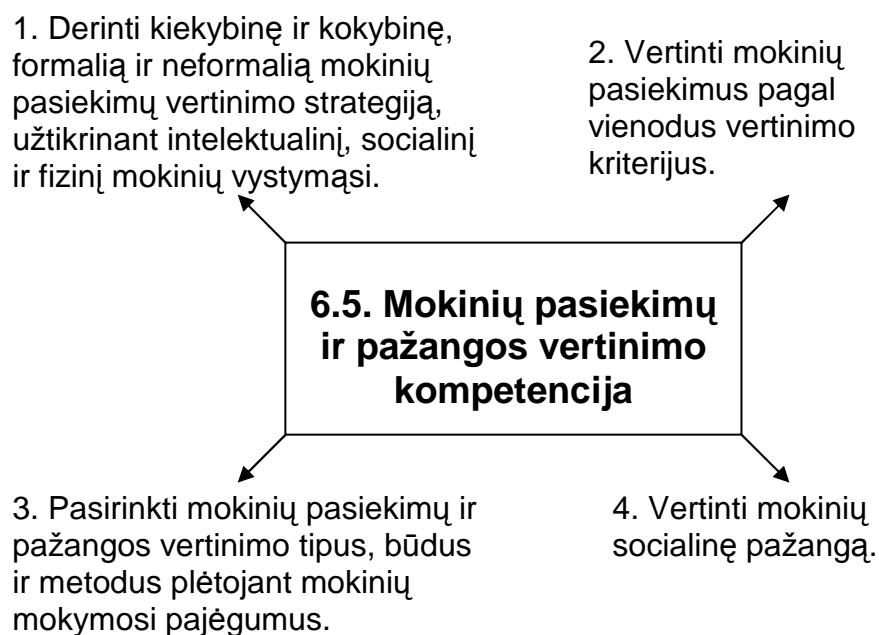 1. Derinti kiekybinę ir kokybinę,
formalią ir neformalią mokinių
pasiekimų vertinimo strategiją,
užtikrinant intelektualinį, socialinį
ir fizinį mokinių vystymąsi.
2. Vertinti mokinių
pasiekimus pagal
vienodus vertinimo
kriterijus.
6.5. Mokinių pasiekimų
ir pažangos vertinimo
kompetencija
3. Pasirinkti mokinių pasiekimų ir
pažangos vertinimo tipus, būdus
ir metodus plėtojant mokinių
mokymosi pajėgumus.
4. Vertinti mokinių
socialinę pažangą.